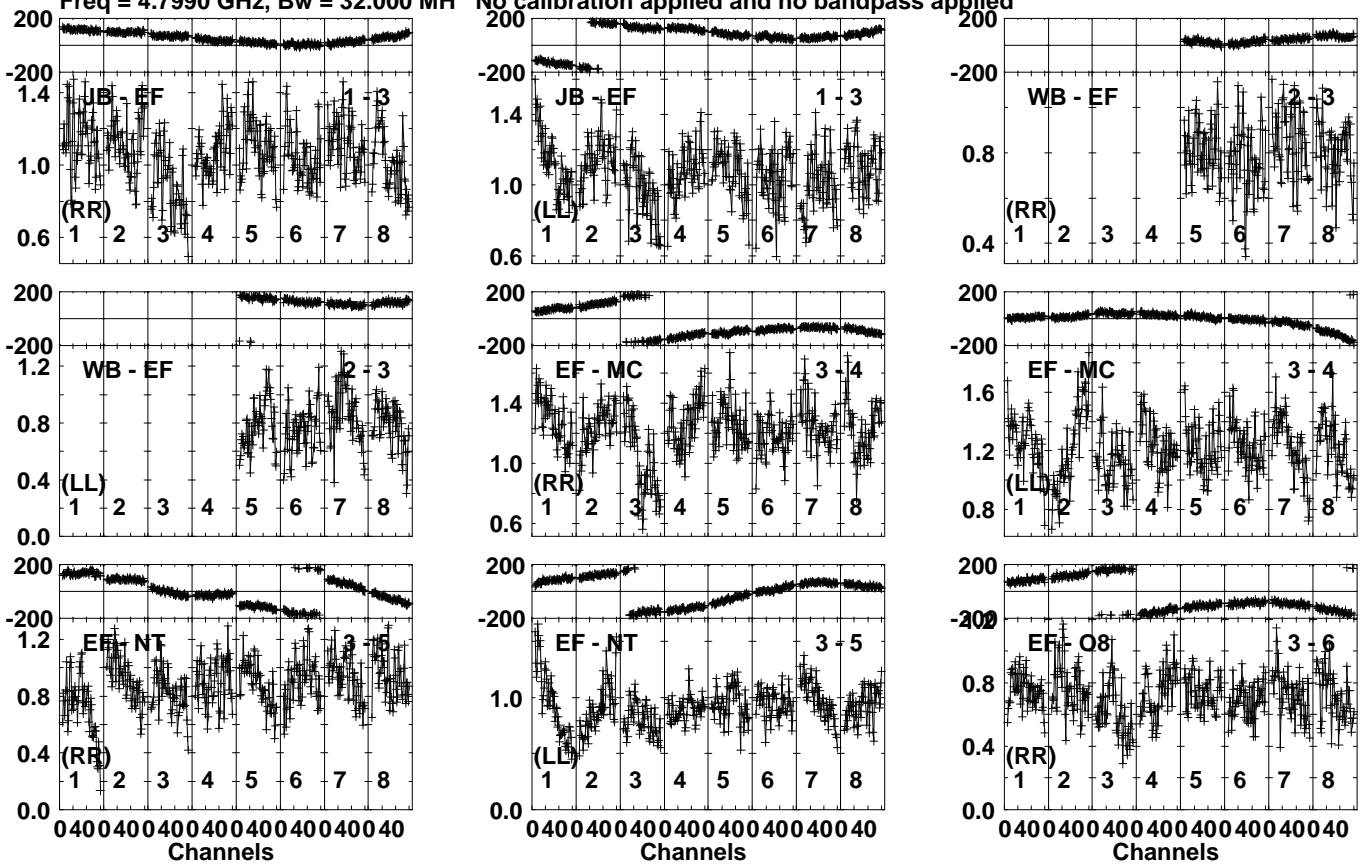 Freq = 4.7990 GHz, Bw = 32.000 MH No calibration applied and no bandpass applied
200
-200
1.4
1.0
0.6
JB - EF 1 - 3
(RR)
1 2 3 4 5 6 7 8
200
-200
1.4
1.0
0.6
JB - EF 1 - 3
(LL)
1 2 3 4 5 6 7 8
200
-200
0.8
0.4
WB - EF 2 - 3
(RR)
1 2 3 4 5 6 7 8
200
-200
1.2
0.8
0.4
0.0
WB - EF 2 - 3
(LL)
1 2 3 4 5 6 7 8
200
-200
1.4
1.0
0.6
EF - MC 3 - 4
(RR)
1 2 3 4 5 6 7 8
200
-200
1.6
1.2
0.8
EF - MC 3 - 4
(LL)
1 2 3 4 5 6 7 8
200
-200
1.2
0.8
0.4
0.0
EF - NT 3 - 5
(RR)
1 2 3 4 5 6 7 8
0 40 0 40 0 40 0 40 0 40 0 40 0 40 0 40
Channels
200
-200
1.0
0.0
EF - NT 3 - 5
(LL)
1 2 3 4 5 6 7 8
0 40 0 40 0 40 0 40 0 40 0 40 0 40 0 40
Channels
200
-200
1.2
0.8
0.4
0.0
EF - O8 3 - 6
(RR)
1 2 3 4 5 6 7 8
0 40 0 40 0 40 0 40 0 40 0 40 0 40 0 40
Channels